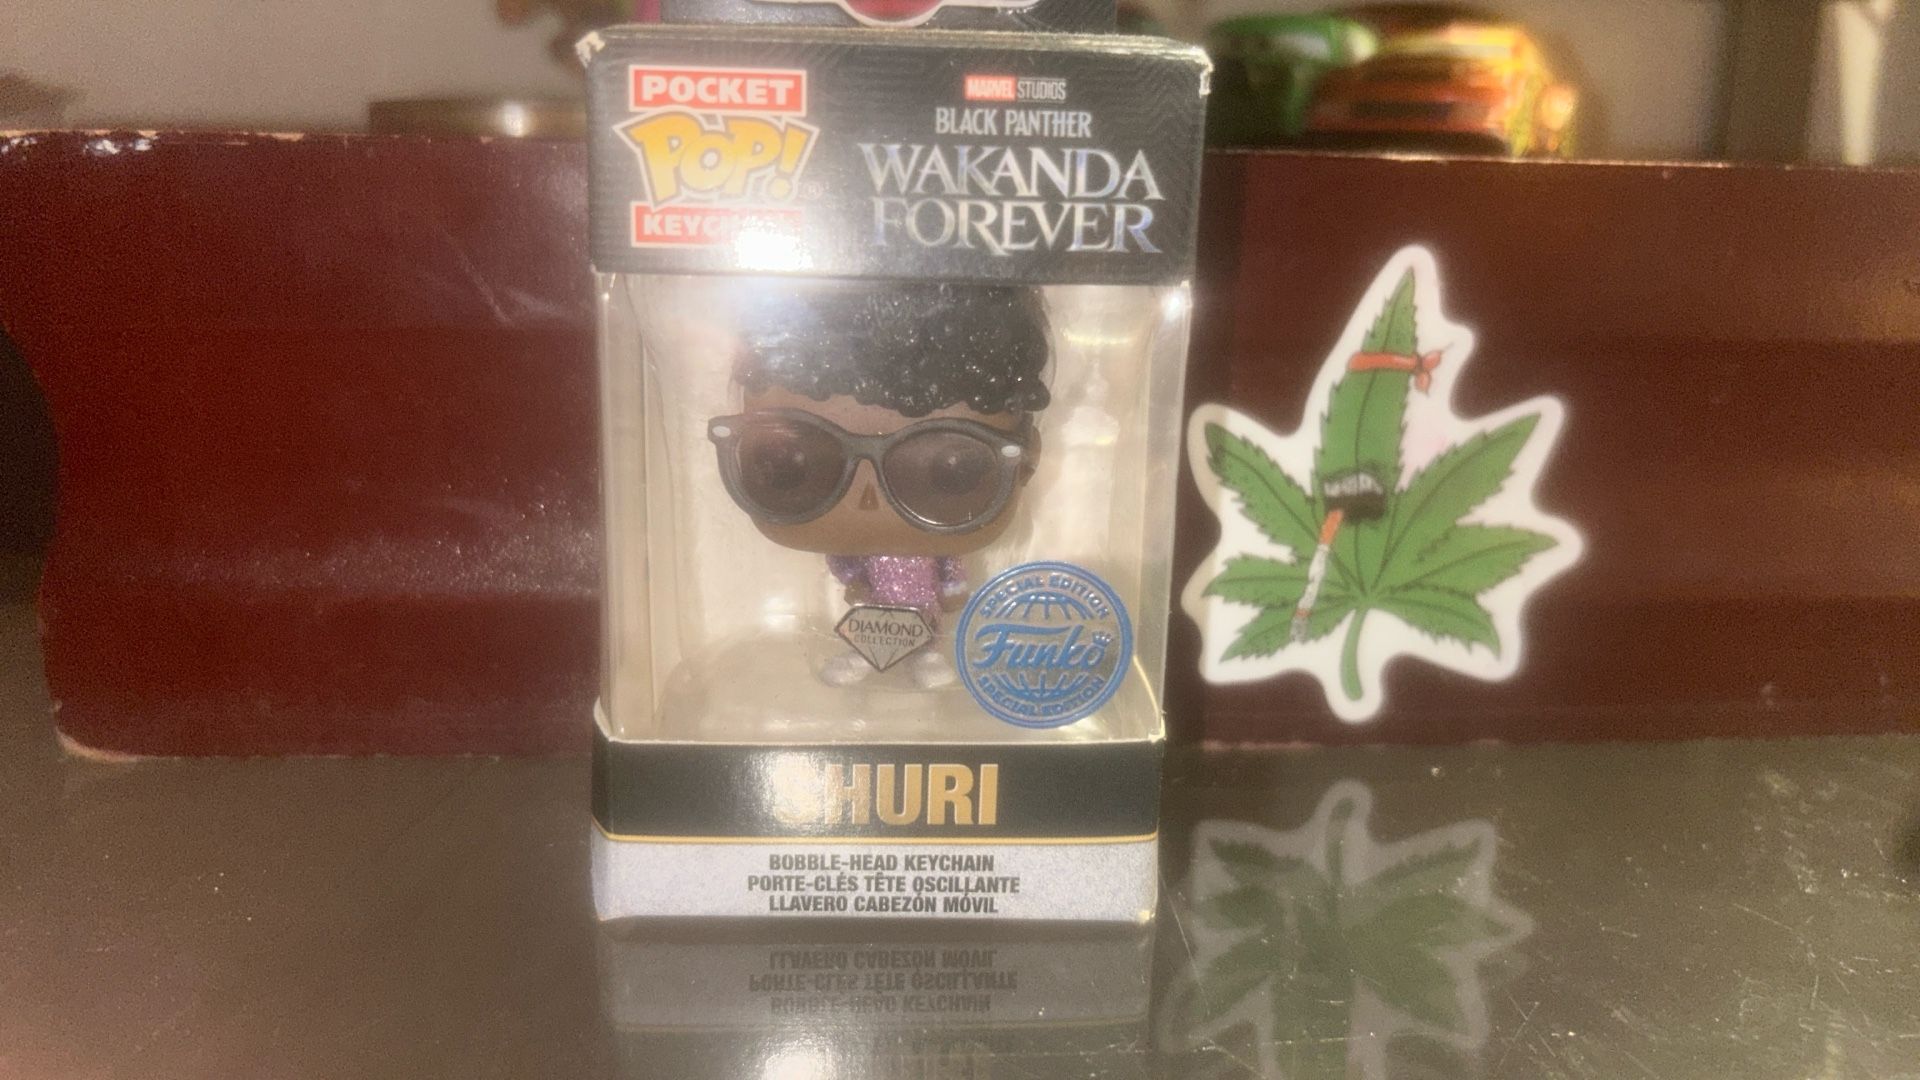 POCKET
POP!
MARVEL STUDIOS
BLACK PANTHER
WAKANDA
FOREVER
DIAMOND
COLLECTION
SPECIAL EDITION
Funko
SPECIAL EDITION
SHURI
BOBBLE-HEAD KEYCHAIN
PORTE-CLÉS TÊTE OSCILLANTE
LLAVERO CABEZÓN MÓVIL